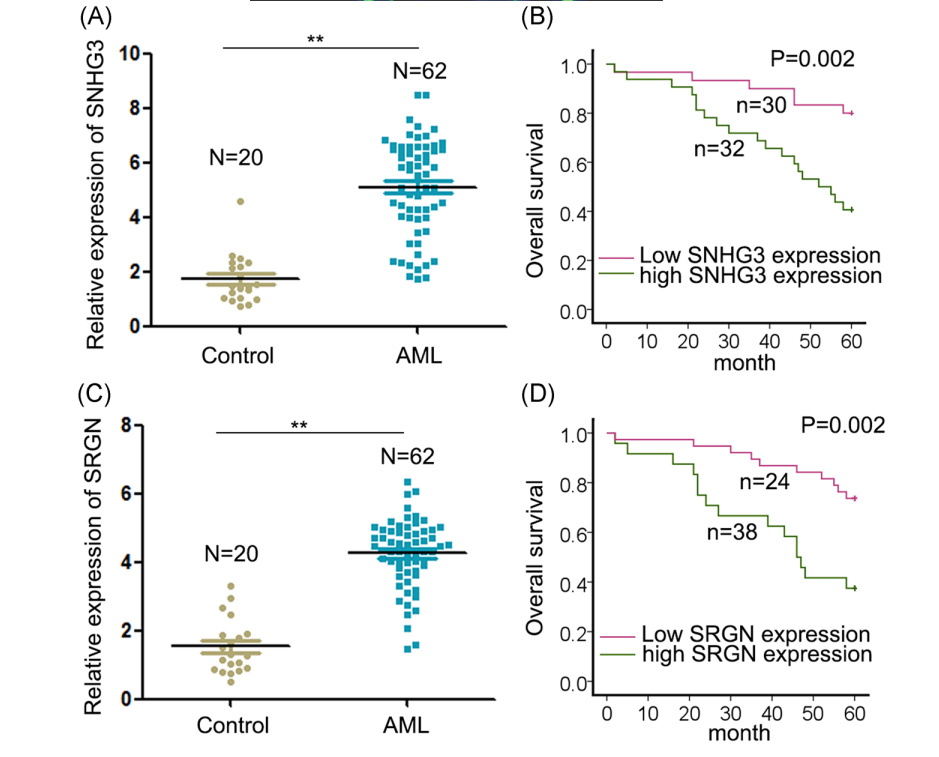 (A)
Relative expression of SNHG3
10
8
6
4
2
0
**
N=20
N=62
Control
AML
(B)
Overall survival
1.0
0.8
0.6
0.4
0.2
0.0
P=0.002
n=30
n=32
Low SNHG3 expression
high SNHG3 expression
0 10 20 30 40 50 60
month
(C)
Relative expression of SRGN
8
6
4
2
0
**
N=20
N=62
Control
AML
(D)
Overall survival
1.0
0.8
0.6
0.4
0.2
0.0
P=0.002
n=24
n=38
Low SRGN expression
high SRGN expression
0 10 20 30 40 50 60
month